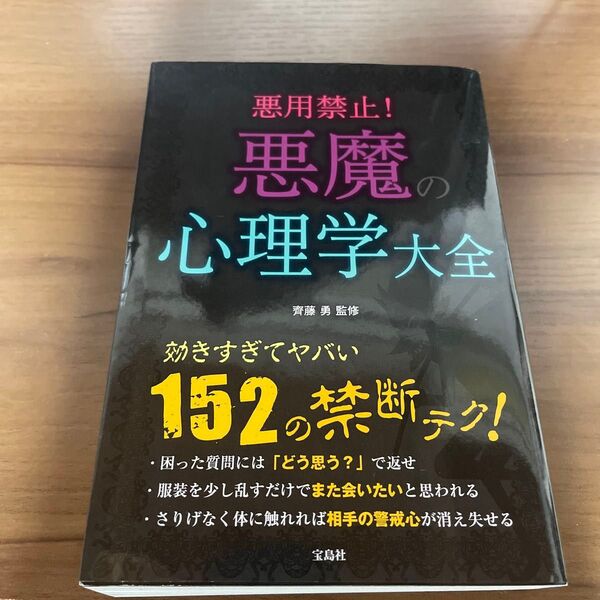 悪用禁止!
悪魔の
心理学大全
齊藤 勇 監修
効きすぎてヤバい
152の禁断テク!
・困った質問には「どう思う?」で返せ
・服装を少し乱すだけでまた会いたいと思われる
・さりげなく体に触れれば相手の警戒心が消え失せる
宝島社